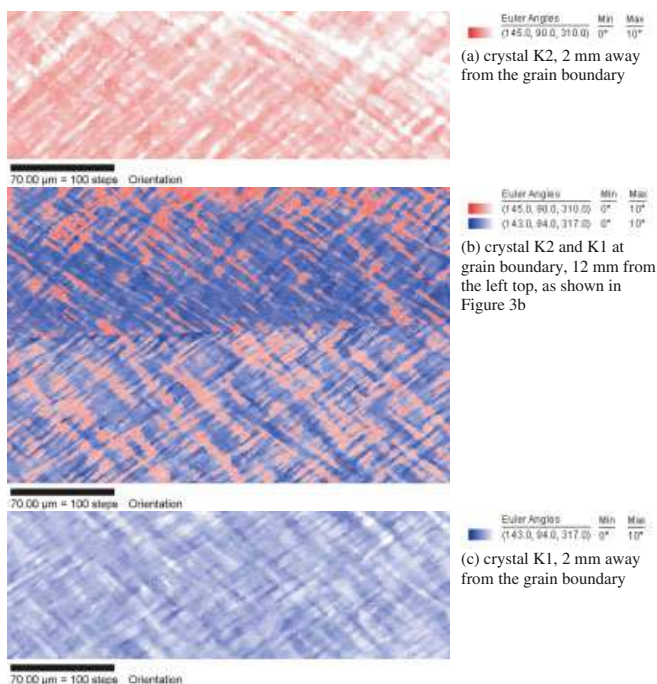 Euler Angles Min Max
(145.0, 90.0, 310.0) 0° 10°
(a) crystal K2, 2 mm away
from the grain boundary
70.00 µm = 100 steps Orientation
Euler Angles Min Max
(145.0, 90.0, 310.0) 0° 10°
(143.0, 94.0, 317.0) 0° 10°
(b) crystal K2 and K1 at
grain boundary, 12 mm from
the left top, as shown in
Figure 3b
70.00 µm = 100 steps Orientation
Euler Angles Min Max
(143.0, 94.0, 317.0) 0° 10°
(c) crystal K1, 2 mm away
from the grain boundary
70.00 µm = 100 steps Orientation